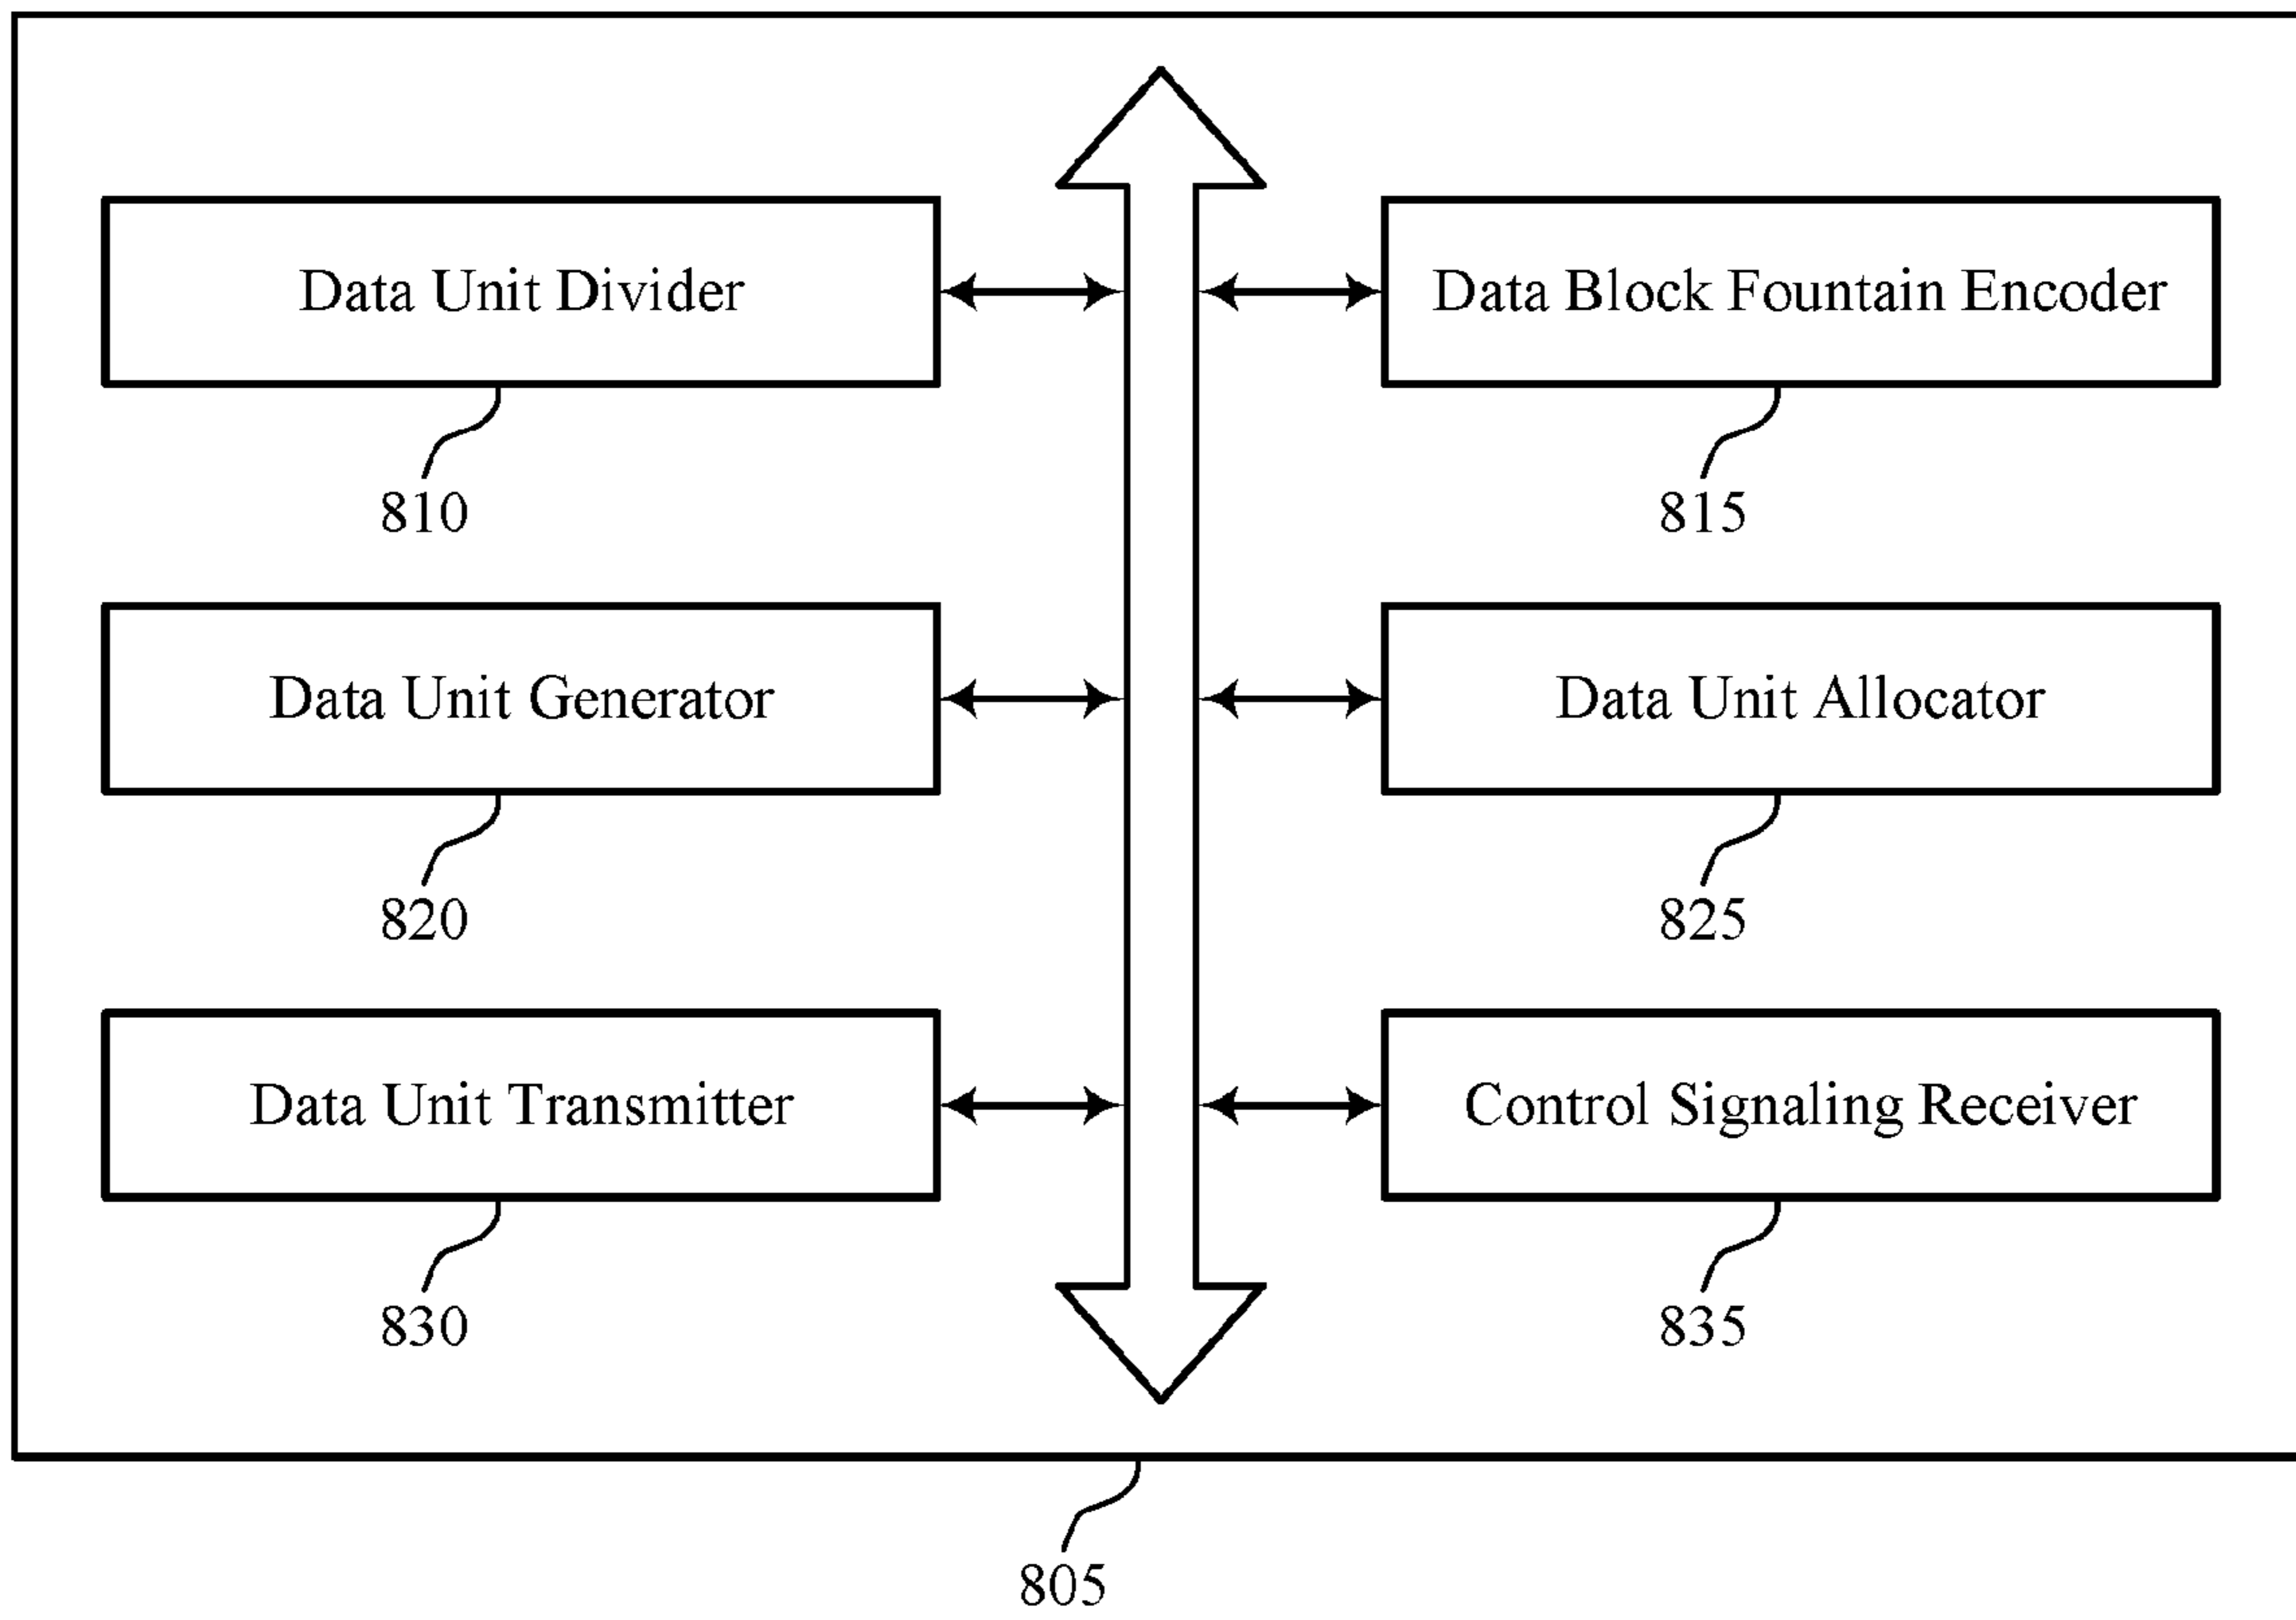 Data Unit Divider
Data Block Fountain Encoder
810
815
Data Unit Generator
Data Unit Allocator
820
825
Data Unit Transmitter
Control Signaling Receiver
830
835
805